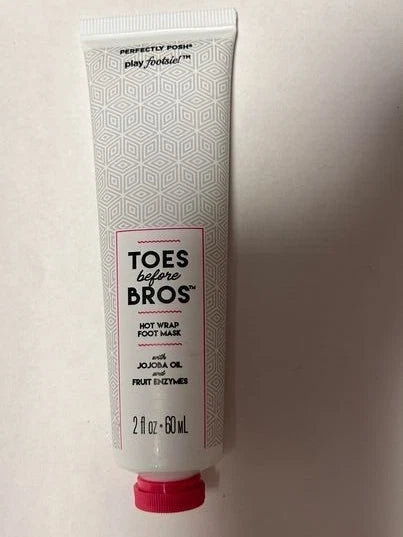 PERFECTLY POSH®
play footsie!™
TOES
before
BROS™
HOT WRAP
FOOT MASK
with
JOJOBA OIL
and
FRUIT ENZYMES
2 fl oz • 60 mL